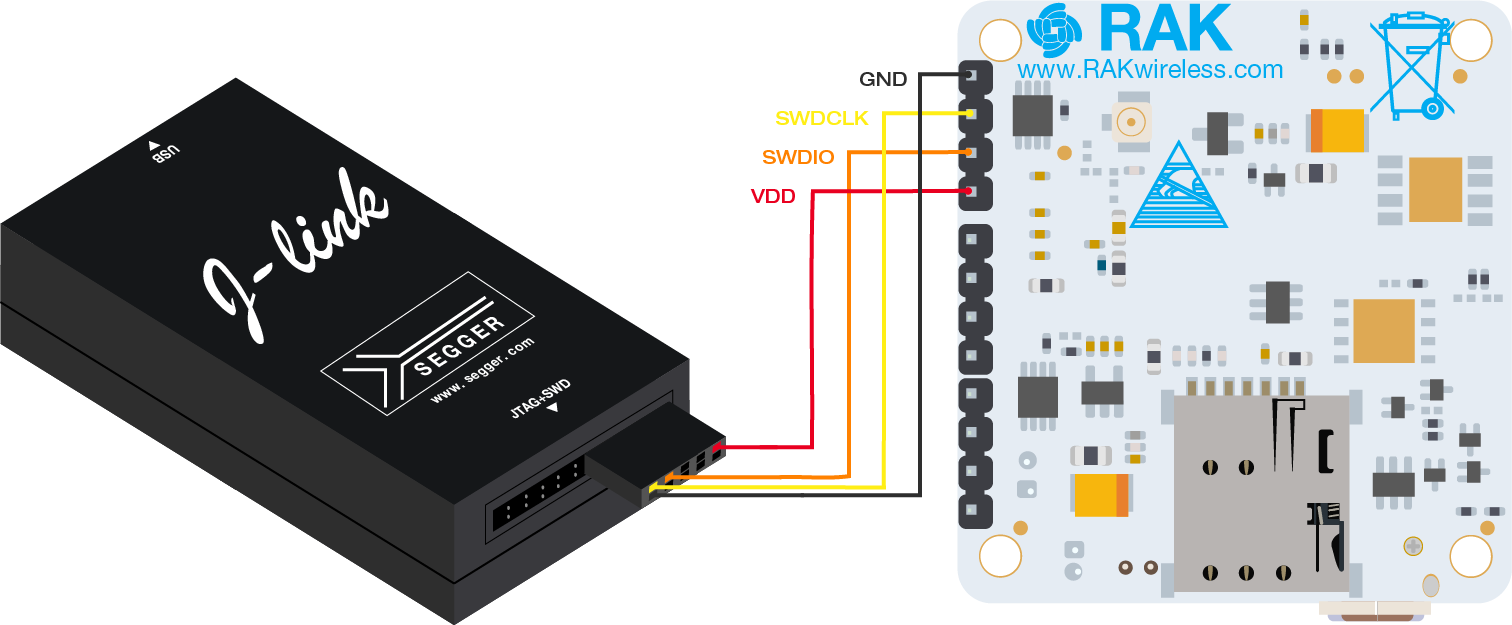 USB
J-link
SEGGER
www.segger.com
JTAG+SWD
GND
SWDCLK
SWDIO
VDD
RAK
www.RAKwireless.com